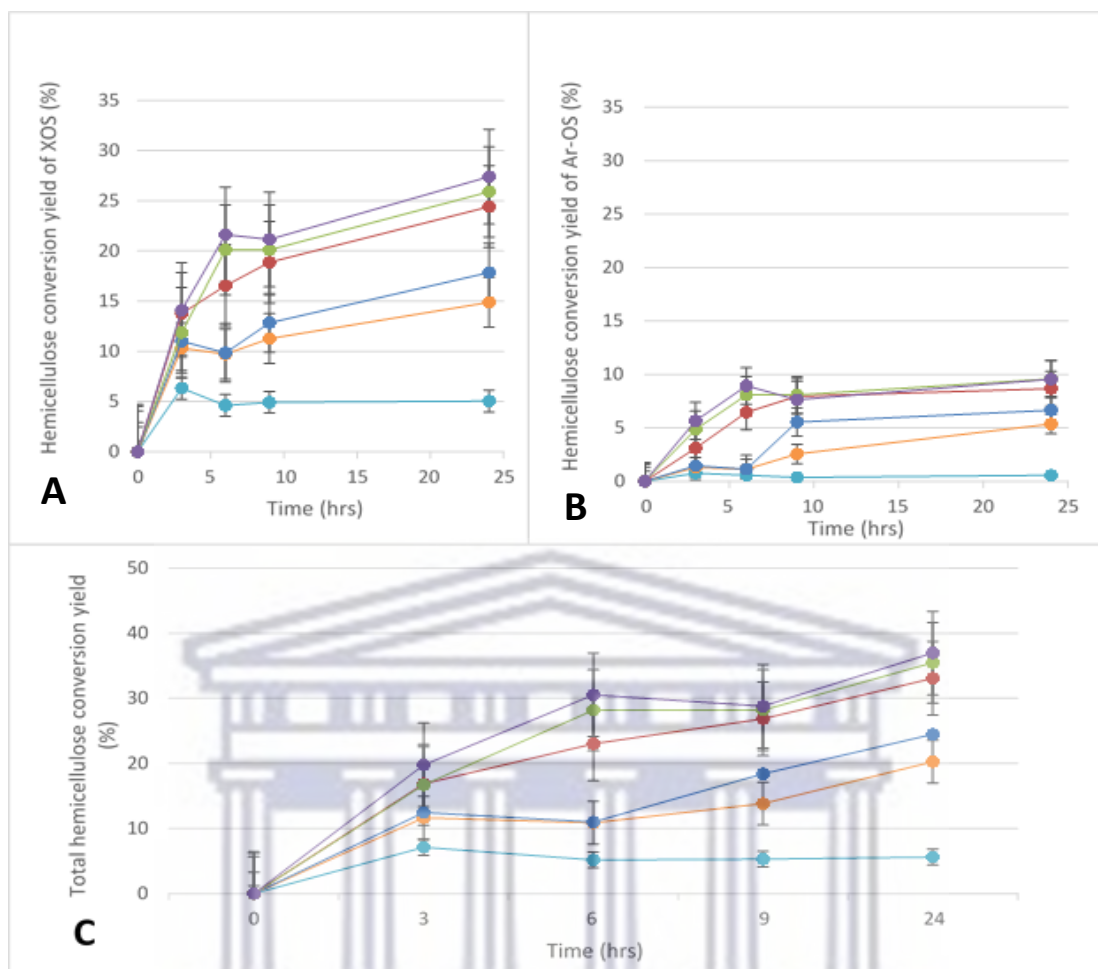 Hemicellulose conversion yield of XOS (%)
35
30
25
20
15
10
5
0
0 5 10 15 20 25
Time (hrs)
A
Hemicellulose conversion yield of Ar-OS (%)
35
30
25
20
15
10
5
0
0 5 10 15 20 25
Time (hrs)
B
Total hemicellulose conversion yield
(%)
50
40
30
20
10
0
0 3 6 9 24
Time (hrs)
C